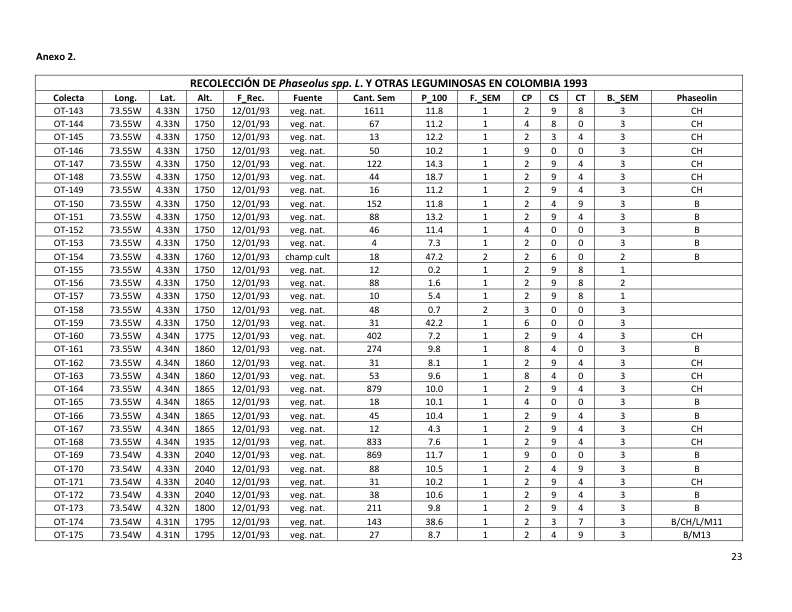 Anexo 2.
RECOLECCIÓN DE Phaseolus spp. L. Y OTRAS LEGUMINOSAS EN COLOMBIA 1993
Colecta Long. Lat. Alt. F_Rec. Fuente Cant. Sem P_100 F._SEM CP CS CT B._SEM Phaseolin
OT-143 73.55W 4.33N 1750 12/01/93 veg. nat. 1611 11.8 1 2 9 8 3 CH
OT-144 73.55W 4.33N 1750 12/01/93 veg. nat. 67 11.2 1 4 8 0 3 CH
OT-145 73.55W 4.33N 1750 12/01/93 veg. nat. 13 12.2 1 2 3 4 3 CH
OT-146 73.55W 4.33N 1750 12/01/93 veg. nat. 50 10.2 1 9 0 0 3 CH
OT-147 73.55W 4.33N 1750 12/01/93 veg. nat. 122 14.3 1 2 9 4 3 CH
OT-148 73.55W 4.33N 1750 12/01/93 veg. nat. 44 18.7 1 2 9 4 3 CH
OT-149 73.55W 4.33N 1750 12/01/93 veg. nat. 16 11.2 1 2 9 4 3 CH
OT-150 73.55W 4.33N 1750 12/01/93 veg. nat. 152 11.8 1 2 4 9 3 B
OT-151 73.55W 4.33N 1750 12/01/93 veg. nat. 88 13.2 1 2 9 4 3 B
OT-152 73.55W 4.33N 1750 12/01/93 veg. nat. 46 11.4 1 4 0 0 3 B
OT-153 73.55W 4.33N 1750 12/01/93 veg. nat. 4 7.3 1 2 0 0 3 B
OT-154 73.55W 4.33N 1760 12/01/93 champ cult 18 47.2 2 2 6 0 2 B
OT-155 73.55W 4.33N 1750 12/01/93 veg. nat. 12 0.2 1 2 9 8 1
OT-156 73.55W 4.33N 1750 12/01/93 veg. nat. 88 1.6 1 2 9 8 2
OT-157 73.55W 4.33N 1750 12/01/93 veg. nat. 10 5.4 1 2 9 8 1
OT-158 73.55W 4.33N 1750 12/01/93 veg. nat. 48 0.7 2 3 0 0 3
OT-159 73.55W 4.33N 1750 12/01/93 veg. nat. 31 42.2 1 6 0 0 3
OT-160 73.55W 4.34N 1775 12/01/93 veg. nat. 402 7.2 1 2 9 4 3 CH
OT-161 73.55W 4.34N 1860 12/01/93 veg. nat. 274 9.8 1 8 4 0 3 B
OT-162 73.55W 4.34N 1860 12/01/93 veg. nat. 31 8.1 1 2 9 4 3 CH
OT-163 73.55W 4.34N 1860 12/01/93 veg. nat. 53 9.6 1 8 4 0 3 CH
OT-164 73.55W 4.34N 1865 12/01/93 veg. nat. 879 10.0 1 2 9 4 3 CH
OT-165 73.55W 4.34N 1865 12/01/93 veg. nat. 18 10.1 1 4 0 0 3 B
OT-166 73.55W 4.34N 1865 12/01/93 veg. nat. 45 10.4 1 2 9 4 3 B
OT-167 73.55W 4.34N 1865 12/01/93 veg. nat. 12 4.3 1 2 9 4 3 CH
OT-168 73.55W 4.34N 1935 12/01/93 veg. nat. 833 7.6 1 2 9 4 3 CH
OT-169 73.54W 4.33N 2040 12/01/93 veg. nat. 869 11.7 1 9 0 0 3 B
OT-170 73.54W 4.33N 2040 12/01/93 veg. nat. 88 10.5 1 2 4 9 3 B
OT-171 73.54W 4.33N 2040 12/01/93 veg. nat. 31 10.2 1 2 9 4 3 CH
OT-172 73.54W 4.33N 2040 12/01/93 veg. nat. 38 10.6 1 2 9 4 3 B
OT-173 73.54W 4.32N 1800 12/01/93 veg. nat. 211 9.8 1 2 9 4 3 B
OT-174 73.54W 4.31N 1795 12/01/93 veg. nat. 143 38.6 1 2 3 7 3 B/CH/L/M11
OT-175 73.54W 4.31N 1795 12/01/93 veg. nat. 27 8.7 1 2 4 9 3 B/M13
23